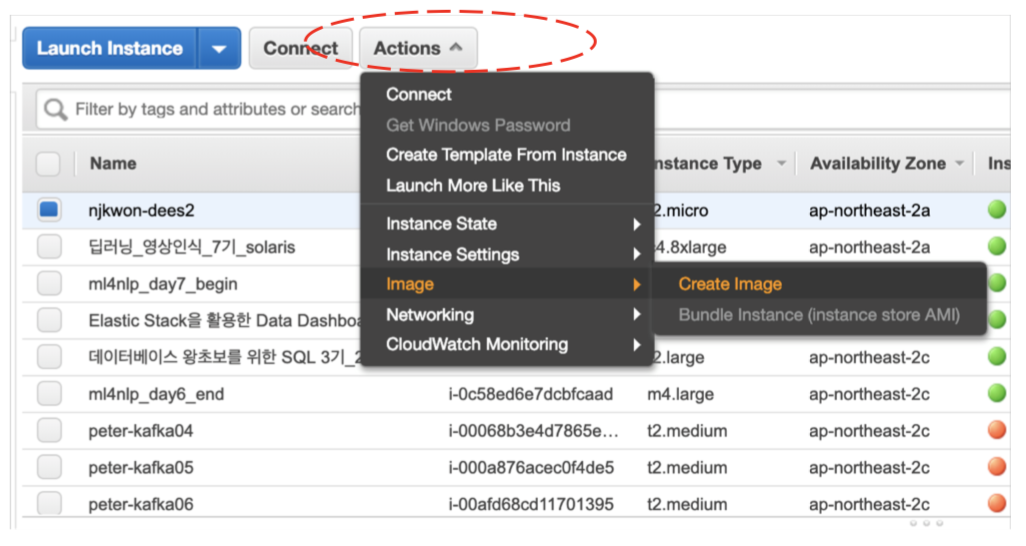 Launch Instance Connect Actions
Connect
Get Windows Password
Create Template From Instance
Launch More Like This
Instance State
Instance Settings
Image
Networking
CloudWatch Monitoring
Create Image
Bundle Instance (instance store AMI)
Filter by tags and attributes or search
Name nstance Type Availability Zone Ins
njkwon-dees2 2.micro ap-northeast-2a
딥러닝_영상인식_7기_solaris 4.8xlarge ap-northeast-2a
ml4nlp_day7_begin
Elastic Stack을 활용한 Data Dashboa
데이터베이스 왕초보를 위한 SQL 3기_2 2.large ap-northeast-2c
ml4nlp_day6_end i-0c58ed6e7dcbfcaad m4.large ap-northeast-2c
peter-kafka04 i-00068b3e4d7865e... t2.medium ap-northeast-2c
peter-kafka05 i-000a876acec0f4de5 t2.medium ap-northeast-2c
peter-kafka06 i-00afd68cd11701395 t2.medium ap-northeast-2c